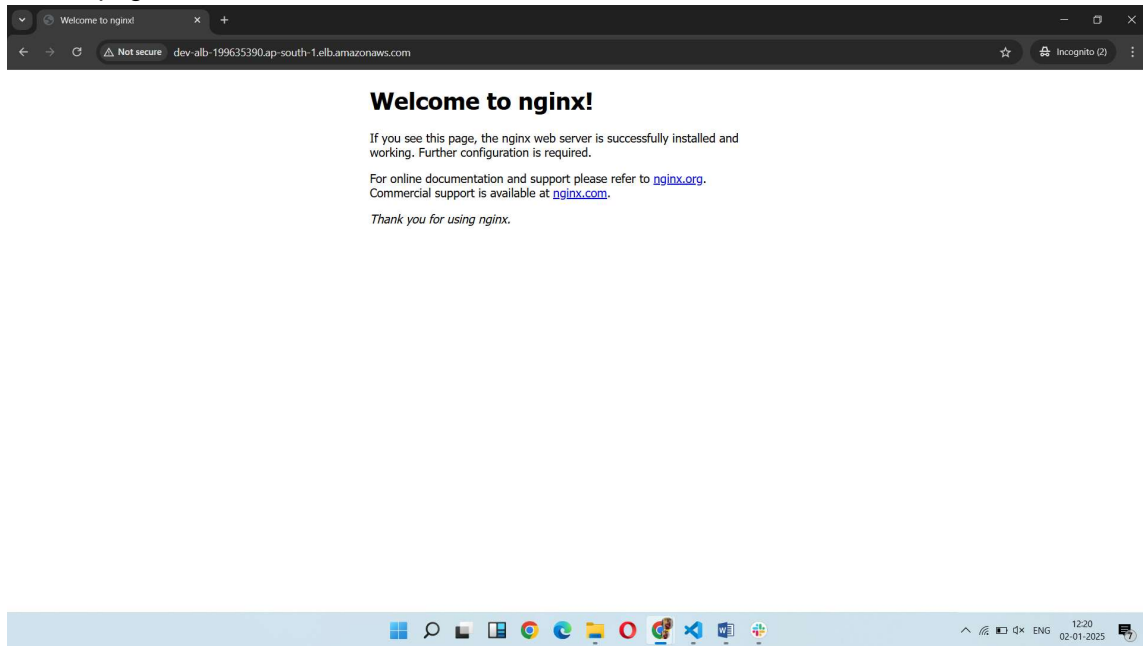 Welcome to nginx!
Not secure dev-alb-199635390.ap-south-1.elb.amazonaws.com Incognito (2)
Welcome to nginx!
If you see this page, the nginx web server is successfully installed and
working. Further configuration is required.
For online documentation and support please refer to nginx.org.
Commercial support is available at nginx.com.
Thank you for using nginx.
ENG 12:20
02-01-2025